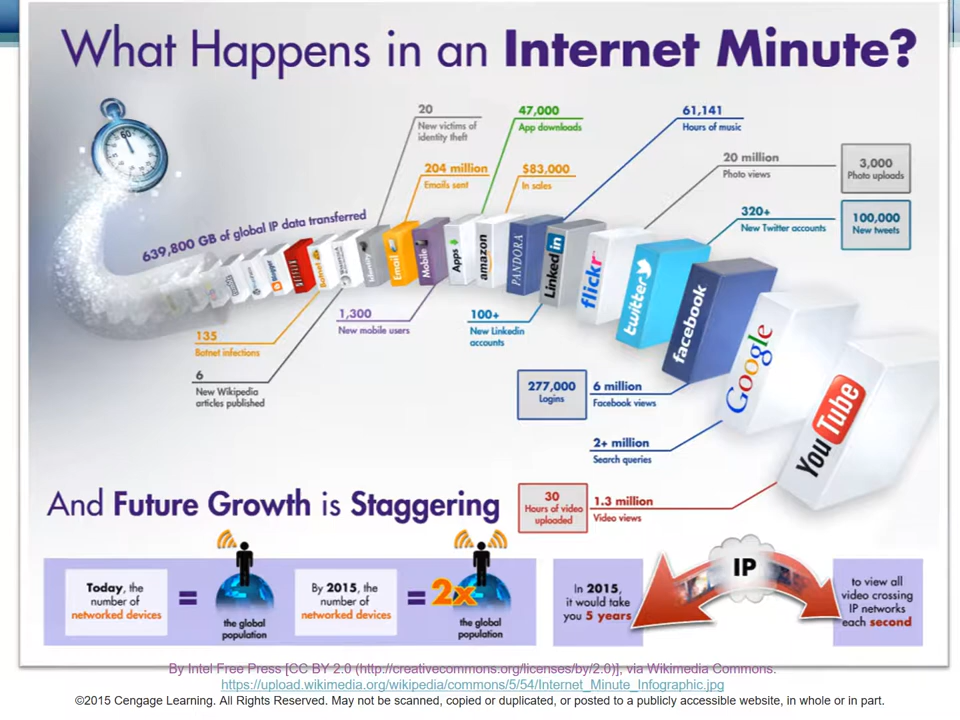 What Happens in an Internet Minute?
60
20
New victims of
identity theft
47,000
App downloads
61,141
Hours of music
204 million
Emails sent
$83,000
In sales
20 million
Photo views
3,000
Photo uploads
320+
New Twitter accounts
100,000
New tweets
639,800 GB of global IP data transferred
Botnet
Identity
Email
Mobile
Apps
amazon
PANDORA
Linked in
flickr
twitter
facebook
Google
YouTube
135
Botnet infections
6
New Wikipedia
articles published
1,300
New mobile users
100+
New Linkedin
accounts
277,000
Logins
6 million
Facebook views
2+ million
Search queries
30
Hours of video
uploaded
1.3 million
Video views
And Future Growth is Staggering
Today, the
number of
networked devices
=
the global
population
By 2015, the
number of
networked devices
= 2x
the global
population
In 2015,
it would take
you 5 years
IP
to view all
video crossing
IP networks
each second
By Intel Free Press [CC BY 2.0 (http://creativecommons.org/licenses/by/2.0)], via Wikimedia Commons.
https://upload.wikimedia.org/wikipedia/commons/5/54/Internet_Minute_Infographic.jpg
©2015 Cengage Learning. All Rights Reserved. May not be scanned, copied or duplicated, or posted to a publicly accessible website, in whole or in part.